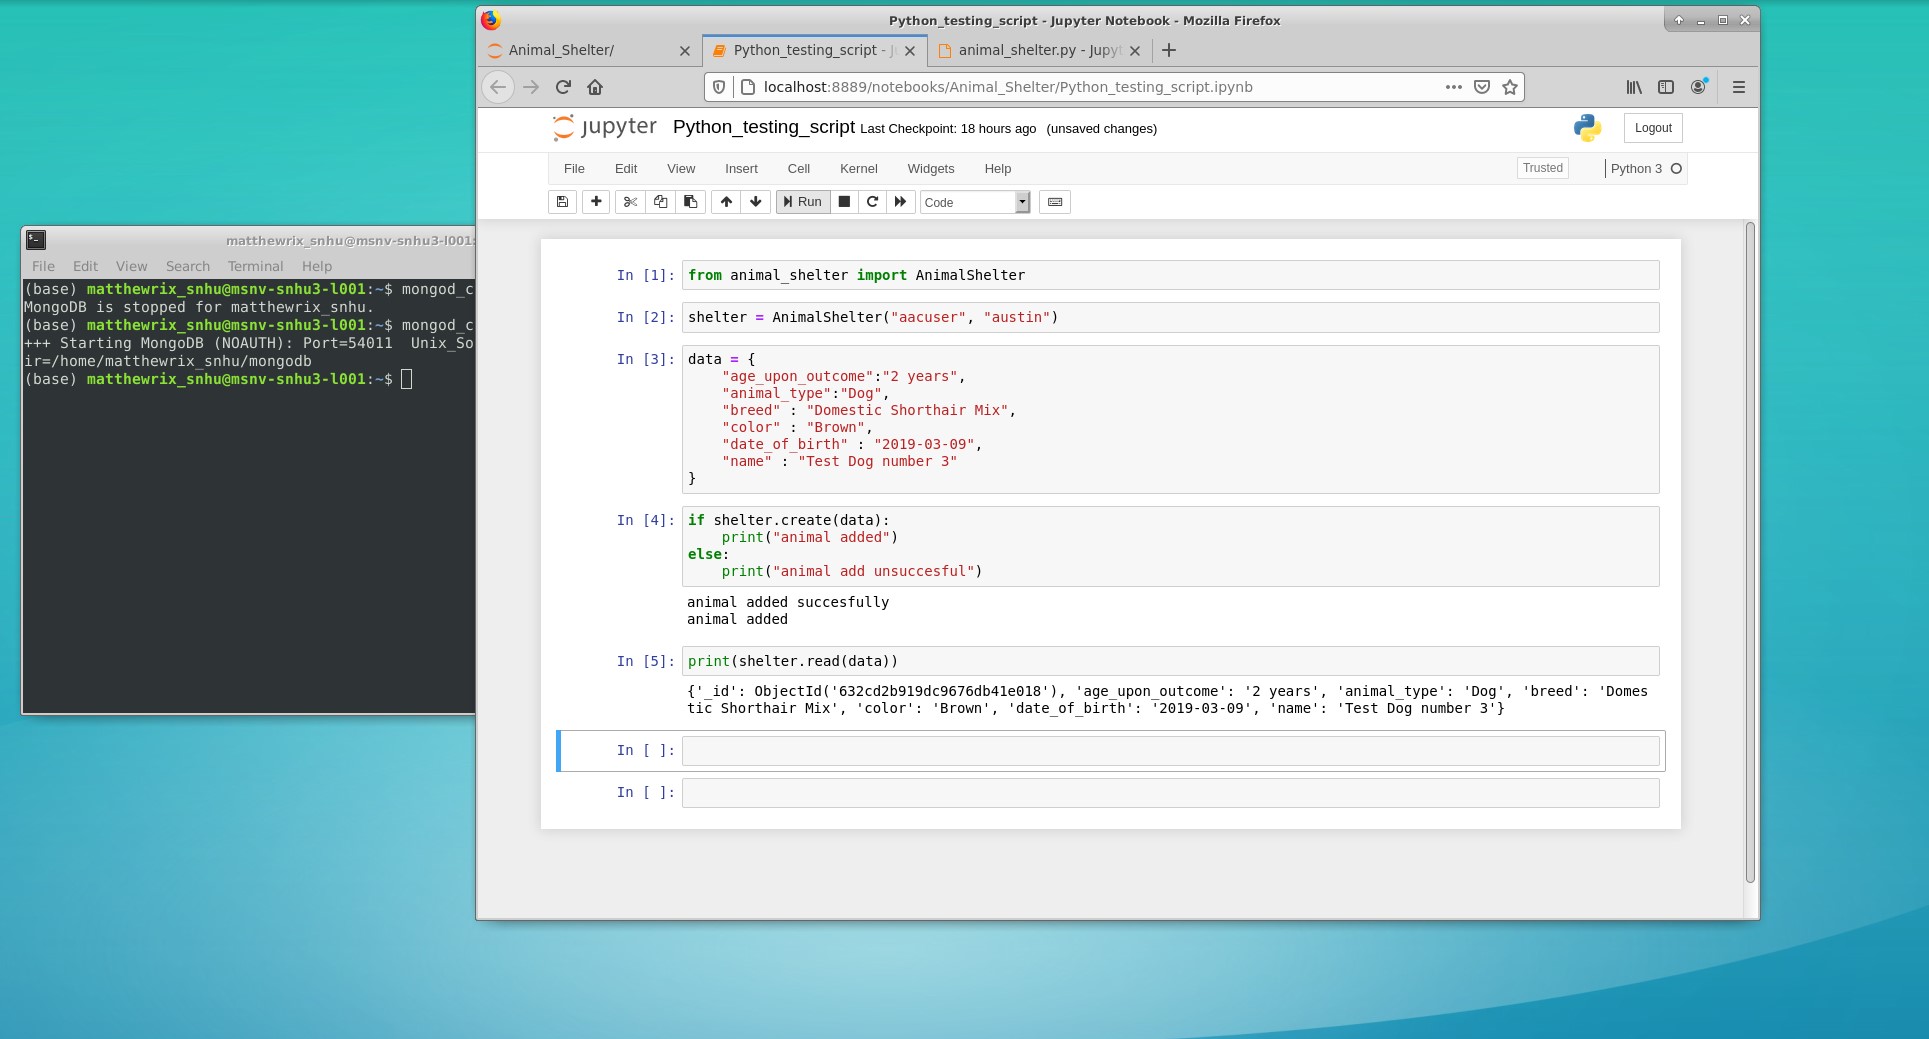 Python_testing_script - Jupyter Notebook - Mozilla Firefox
Animal_Shelter/
Python_testing_script - J
animal_shelter.py - Jupyt
localhost:8889/notebooks/Animal_Shelter/Python_testing_script.ipynb
jupyter Python_testing_script Last Checkpoint: 18 hours ago (unsaved changes)
Logout
File Edit View Insert Cell Kernel Widgets Help
Trusted
Python 3
Run
Code
matthewrix_snhu@msnv-snhu3-l001:
File Edit View Search Terminal Help
(base) matthewrix_snhu@msnv-snhu3-l001:~$ mongod_c
MongoDB is stopped for matthewrix_snhu.
(base) matthewrix_snhu@msnv-snhu3-l001:~$ mongod_c
+++ Starting MongoDB (NOAUTH): Port=54011  Unix_So
ir=/home/matthewrix_snhu/mongodb
(base) matthewrix_snhu@msnv-snhu3-l001:~$
In [1]: from animal_shelter import AnimalShelter
In [2]: shelter = AnimalShelter("aacuser", "austin")
In [3]: data = {
"age_upon_outcome":"2 years",
"animal_type":"Dog",
"breed" : "Domestic Shorthair Mix",
"color" : "Brown",
"date_of_birth" : "2019-03-09",
"name" : "Test Dog number 3"
}
In [4]: if shelter.create(data):
print("animal added")
else:
print("animal add unsuccesful")
animal added succesfully
animal added
In [5]: print(shelter.read(data))
{'_id': ObjectId('632cd2b919dc9676db41e018'), 'age_upon_outcome': '2 years', 'animal_type': 'Dog', 'breed': 'Domes
tic Shorthair Mix', 'color': 'Brown', 'date_of_birth': '2019-03-09', 'name': 'Test Dog number 3'}
In [ ]:
In [ ]: